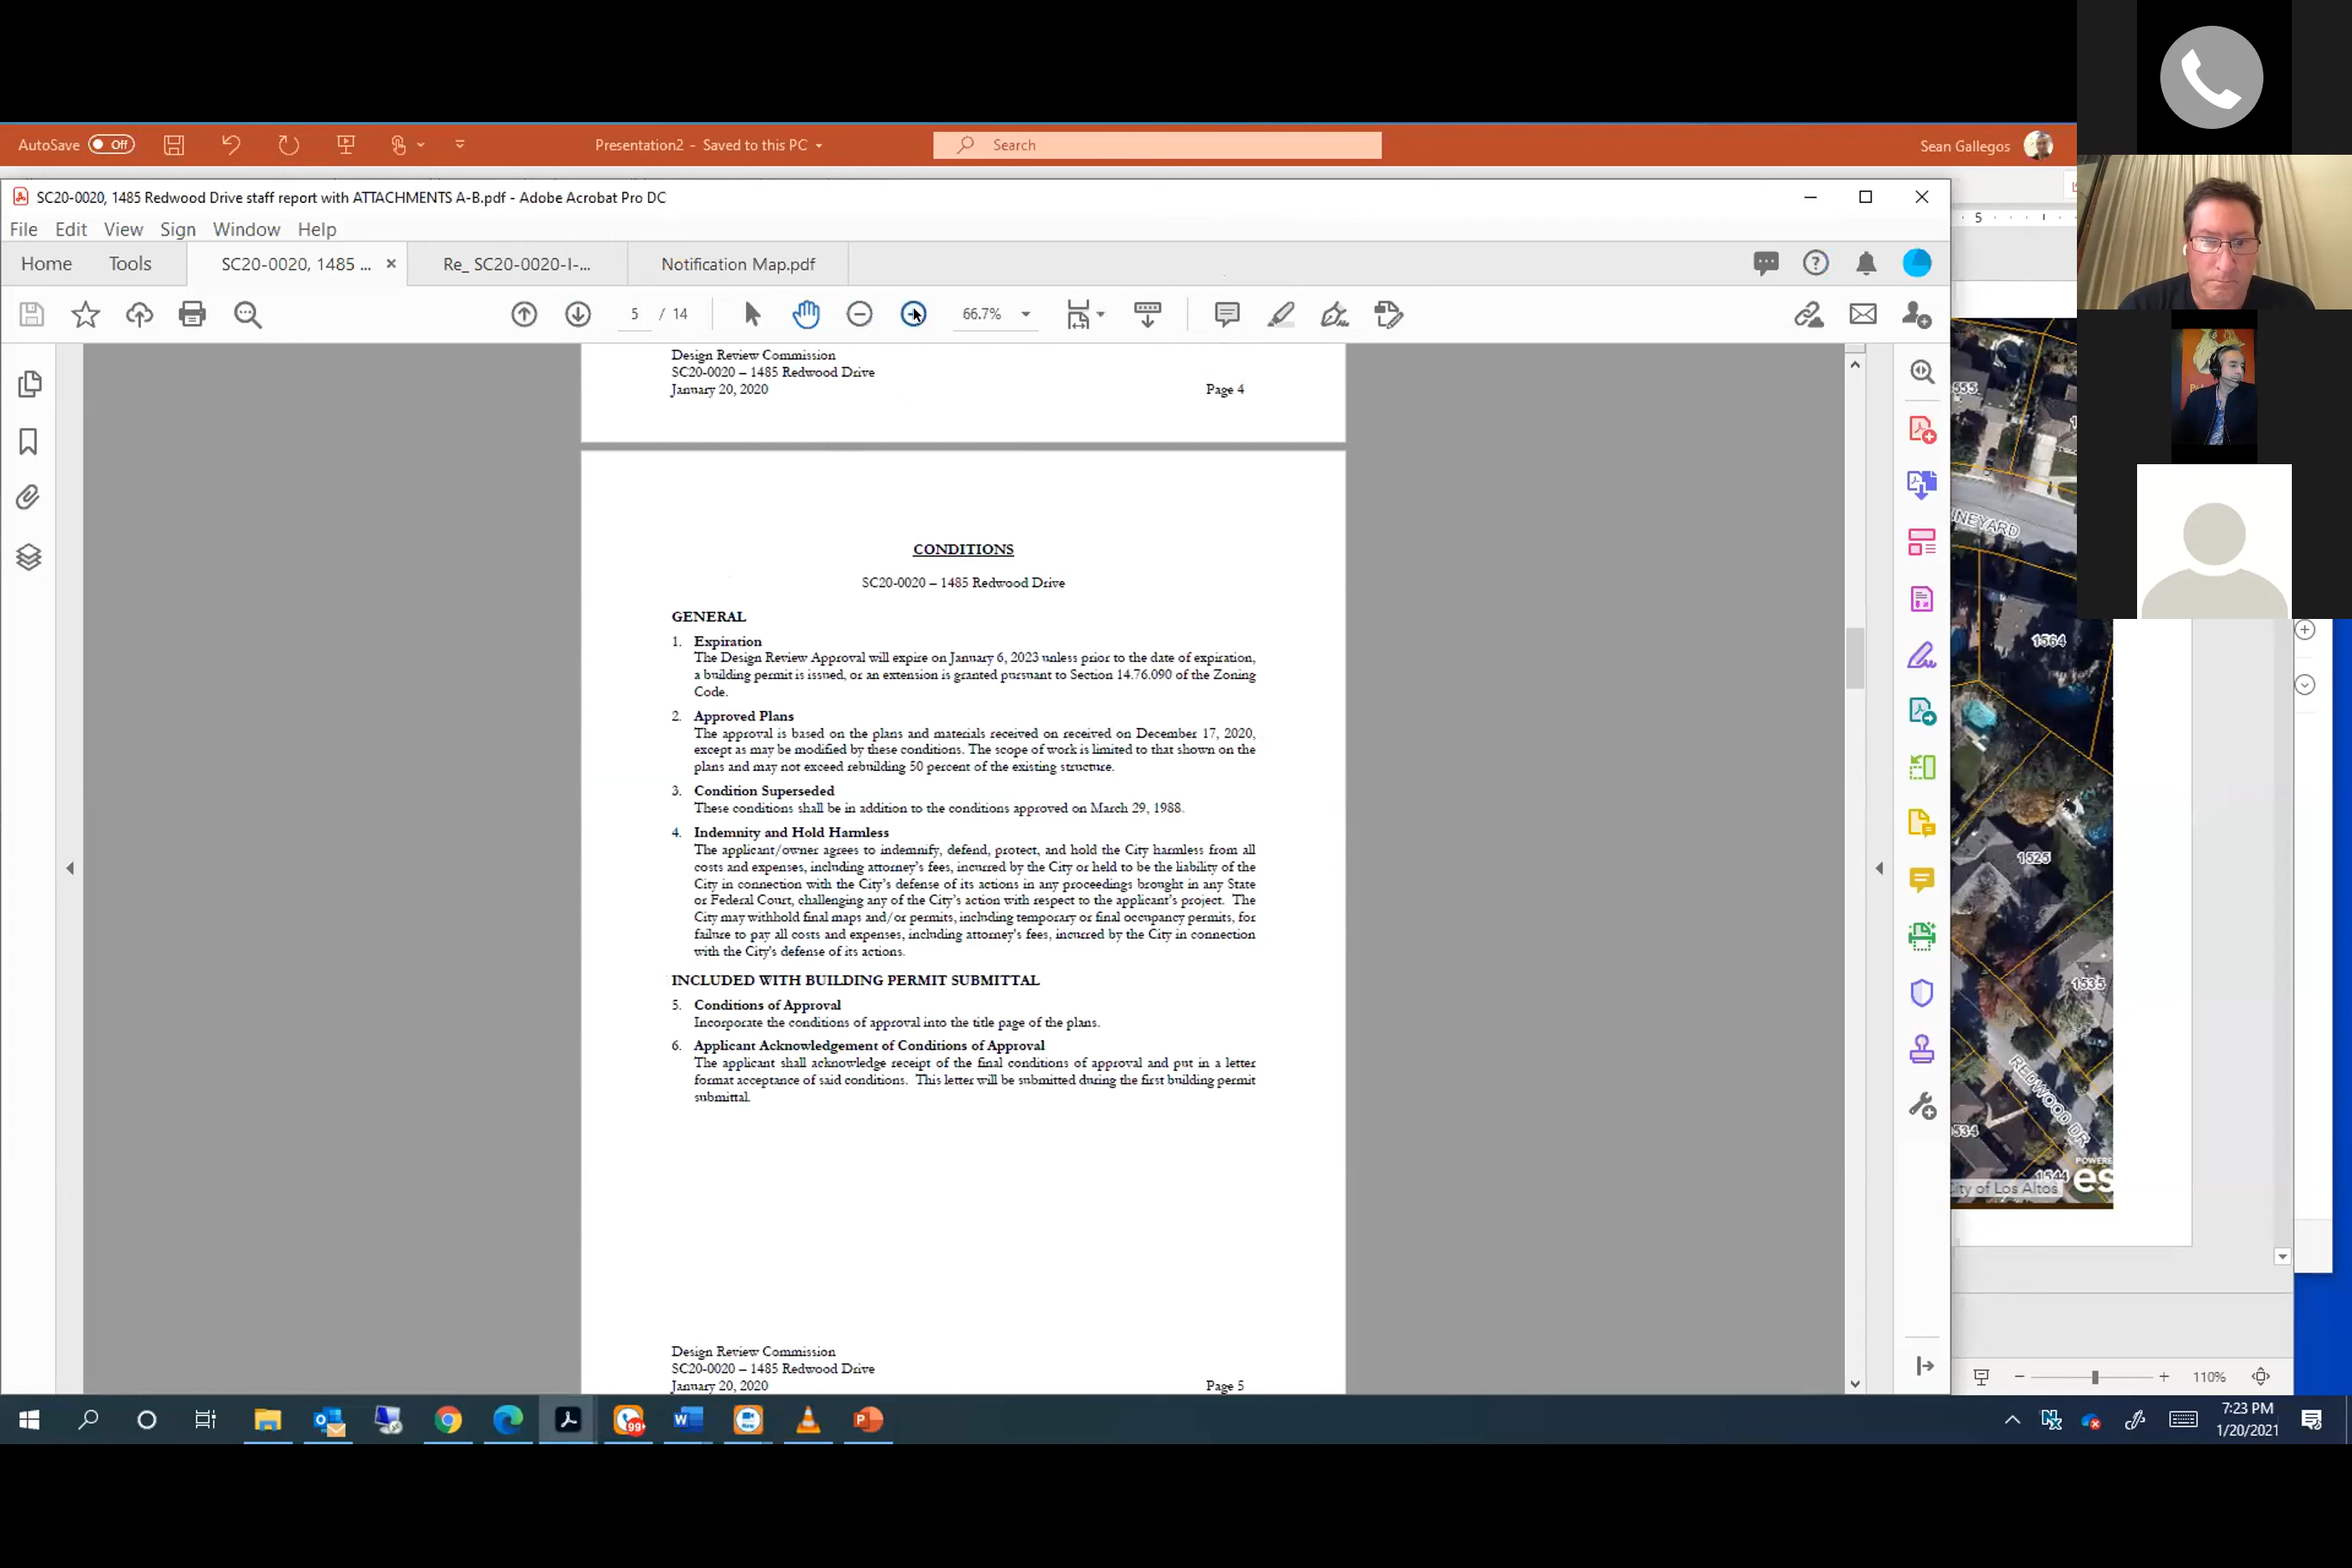 AutoSave Off
Presentation2 - Saved to this PC
Search
Sean Gallegos
SC20-0020, 1485 Redwood Drive staff report with ATTACHMENTS A-B.pdf - Adobe Acrobat Pro DC
File Edit View Sign Window Help
Home Tools SC20-0020, 1485 ... × Re_ SC20-0020-I-... Notification Map.pdf
5 / 14 66.7%
Design Review Commission
SC20-0020 – 1485 Redwood Drive
January 20, 2020 Page 4
CONDITIONS
SC20-0020 – 1485 Redwood Drive
GENERAL
1. Expiration
The Design Review Approval will expire on January 6, 2023 unless prior to the date of expiration,
a building permit is issued, or an extension is granted pursuant to Section 14.76.090 of the Zoning
Code.
2. Approved Plans
The approval is based on the plans and materials received on received on December 17, 2020,
except as may be modified by these conditions. The scope of work is limited to that shown on the
plans and may not exceed rebuilding 50 percent of the existing structure.
3. Condition Superseded
These conditions shall be in addition to the conditions approved on March 29, 1988.
4. Indemnity and Hold Harmless
The applicant/owner agrees to indemnify, defend, protect, and hold the City harmless from all
costs and expenses, including attorney's fees, incurred by the City or held to be the liability of the
City in connection with the City's defense of its actions in any proceedings brought in any State
or Federal Court, challenging any of the City's action with respect to the applicant's project. The
City may withhold final maps and/or permits, including temporary or final occupancy permits, for
failure to pay all costs and expenses, including attorney's fees, incurred by the City in connection
with the City's defense of its actions.
INCLUDED WITH BUILDING PERMIT SUBMITTAL
5. Conditions of Approval
Incorporate the conditions of approval into the title page of the plans.
6. Applicant Acknowledgement of Conditions of Approval
The applicant shall acknowledge receipt of the final conditions of approval and put in a letter
format acceptance of said conditions. This letter will be submitted during the first building permit
submittal.
Design Review Commission
SC20-0020 – 1485 Redwood Drive
January 20, 2020 Page 5
5
555
INEYARD
1564
1525
1535
REDWOOD DR
534
1544
POWERE
es
ity of Los Altos
110%
99+
7:23 PM
1/20/2021